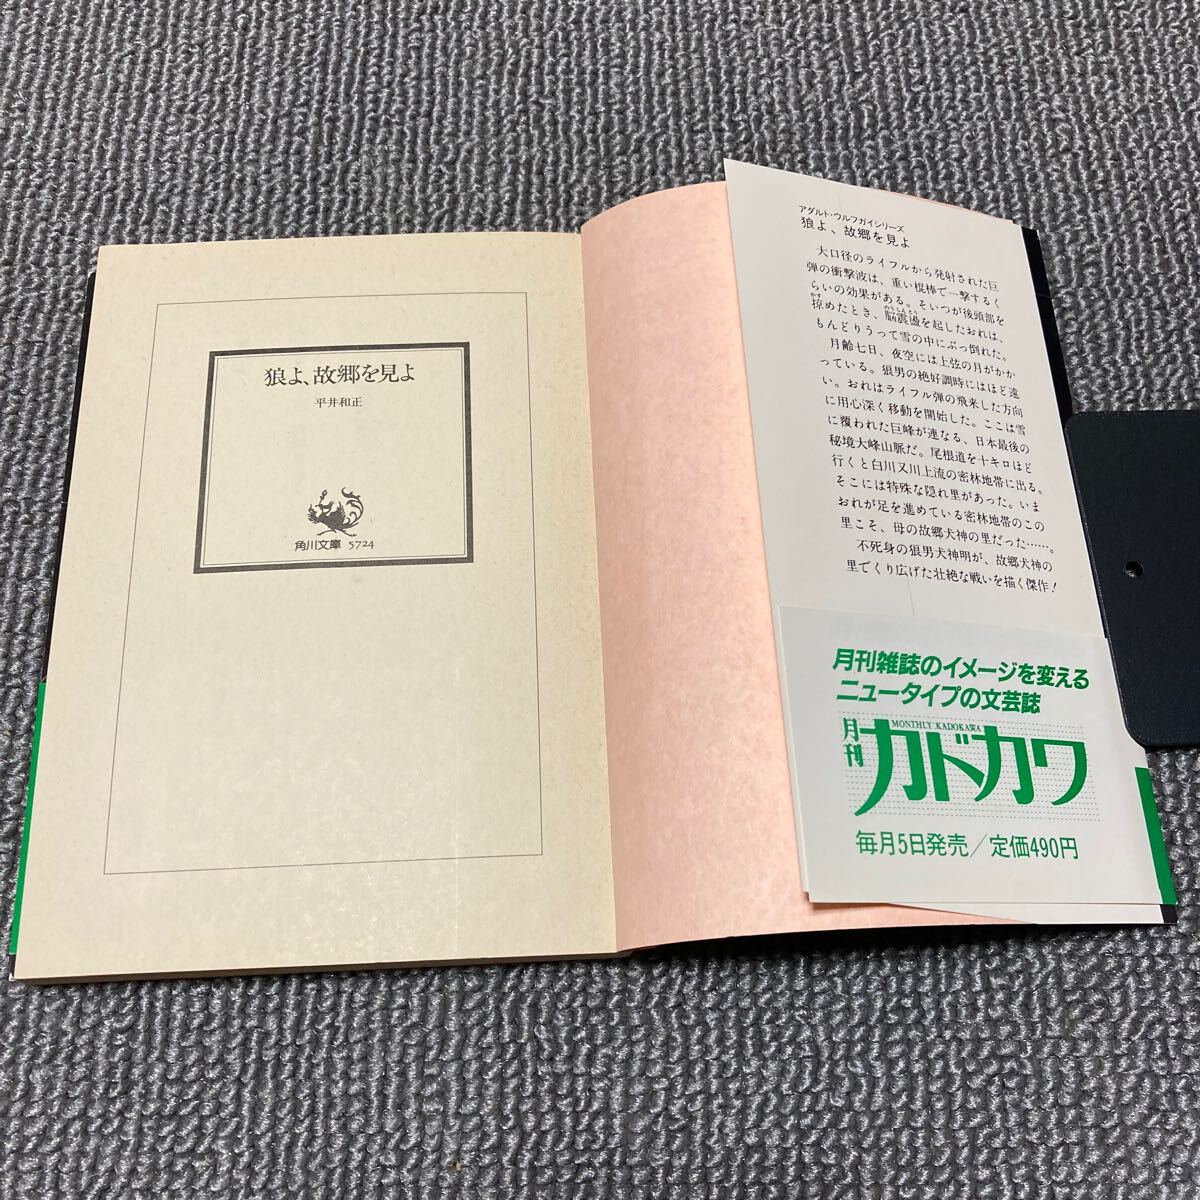 狼よ、故郷を見よ
平井和正
角川文庫 5724
アダルト・ウルフガイシリーズ
狼よ、故郷を見よ
大口径のライフルから発射された巨
弾の衝撃波は、重い棍棒で一撃するく
らいの効果がある。そいつが後頭部を
掠めたとき、脳震盪を起したおれは、
もんどりうって雪の中にぶっ倒れた。
月齢七日、夜空には上弦の月がかか
っている。狼男の絶好調時にはほど遠
い。おれはライフル弾の飛来した方向
に用心深く移動を開始した。ここは雪
に覆われた巨峰が連なる、日本最後の
秘境大峰山脈だ。尾根道を十キロほど
行くと白川又川上流の密林地帯に出る。
そこには特殊な隠れ里があった。いま
おれが足を進めている密林地帯のこの
里こそ、母の故郷犬神の里だった……。
不死身の狼男犬神明が、故郷犬神の
里でくり広げた壮絶な戦いを描く傑作!
月刊雑誌のイメージを変える
ニュータイプの文芸誌
MONTHLY KADOKAWA
月刊カドカワ
毎月5日発売/定価490円